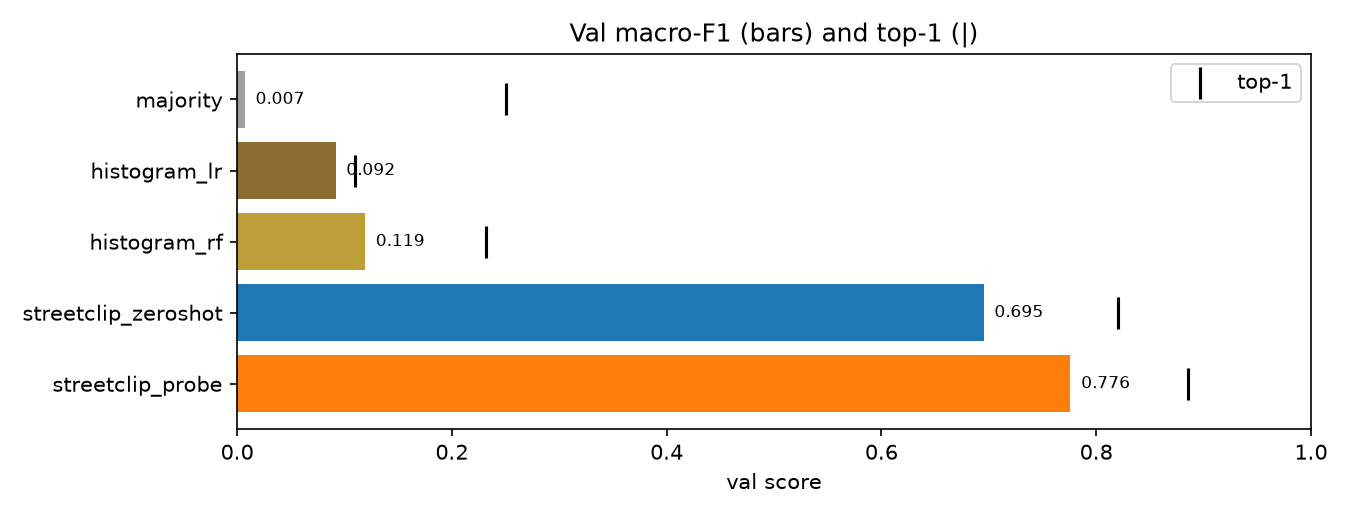 Val macro-F1 (bars) and top-1 (|)
top-1
majority
0.007
histogram_lr
0.092
histogram_rf
0.119
streetclip_zeroshot
0.695
streetclip_probe
0.776
0.0 0.2 0.4 0.6 0.8 1.0
val score